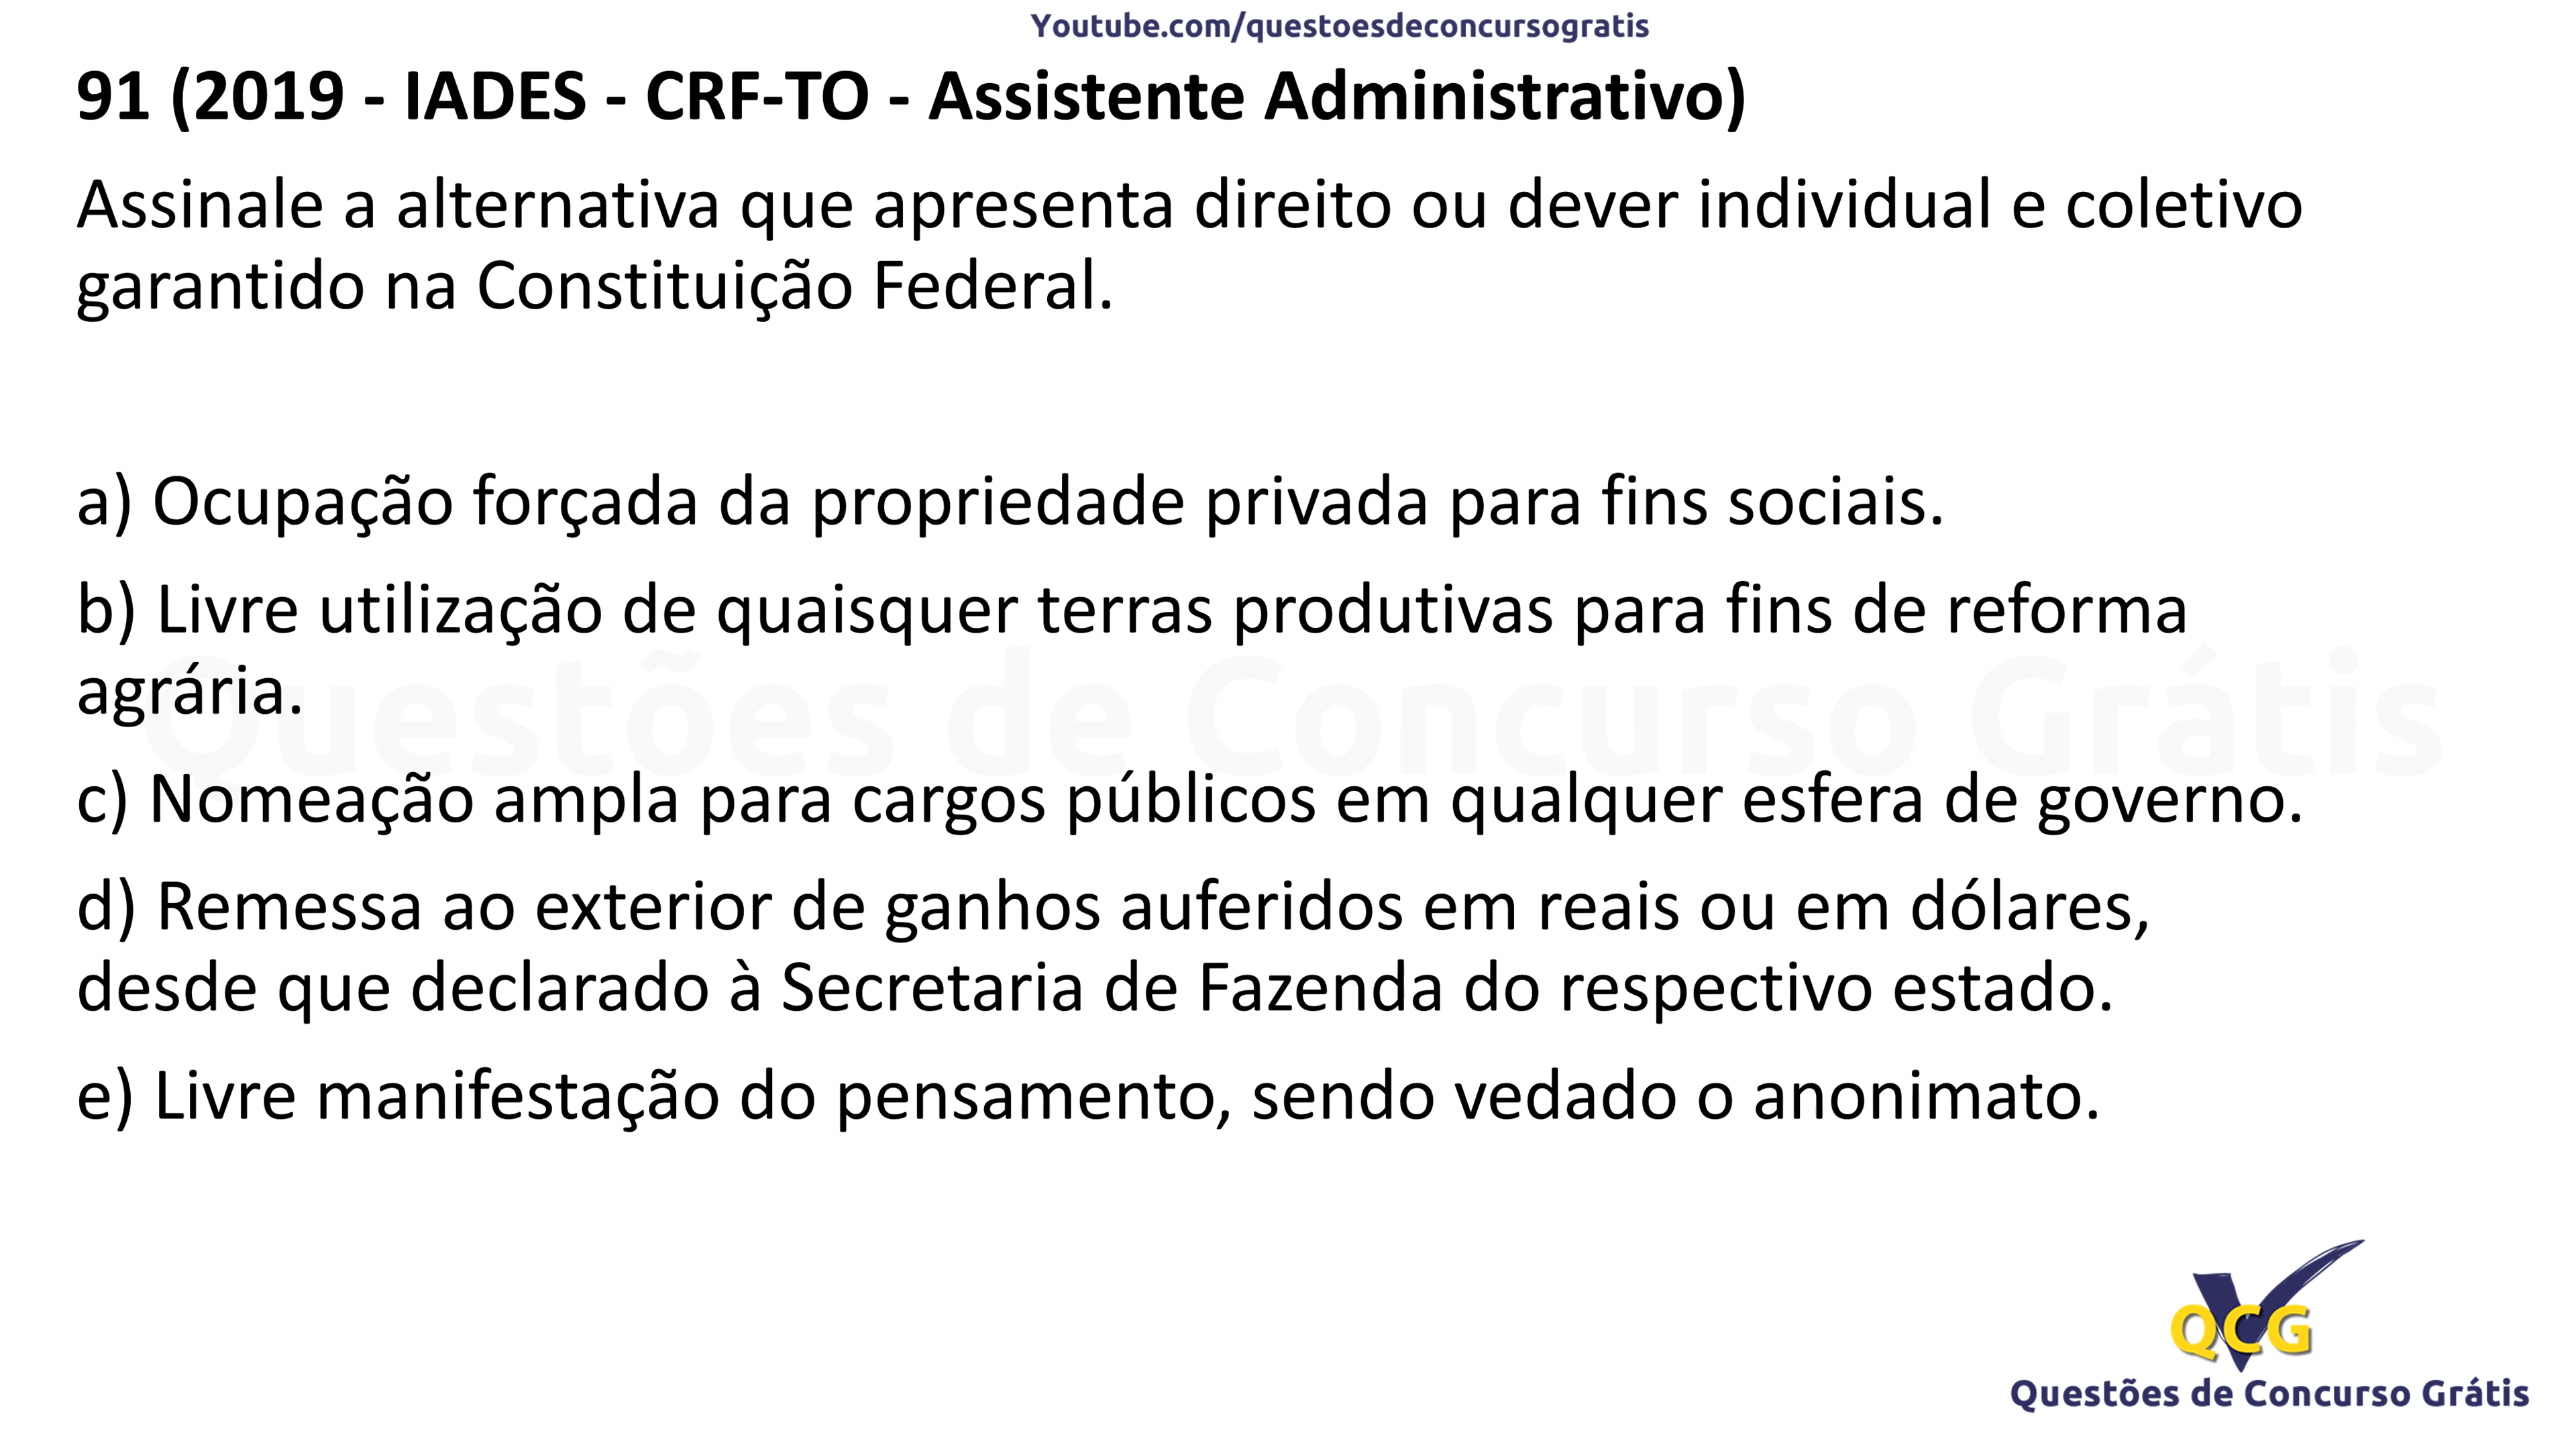 Youtube.com/questoesdeconcursogratis
91 (2019 - IADES - CRF-TO - Assistente Administrativo)
Assinale a alternativa que apresenta direito ou dever individual e coletivo
garantido na Constituição Federal.
a) Ocupação forçada da propriedade privada para fins sociais.
b) Livre utilização de quaisquer terras produtivas para fins de reforma
agrária.
Questões de Concurso Grátis
c) Nomeação ampla para cargos públicos em qualquer esfera de governo.
d) Remessa ao exterior de ganhos auferidos em reais ou em dólares,
desde que declarado à Secretaria de Fazenda do respectivo estado.
e) Livre manifestação do pensamento, sendo vedado o anonimato.
QCG
Questões de Concurso Grátis